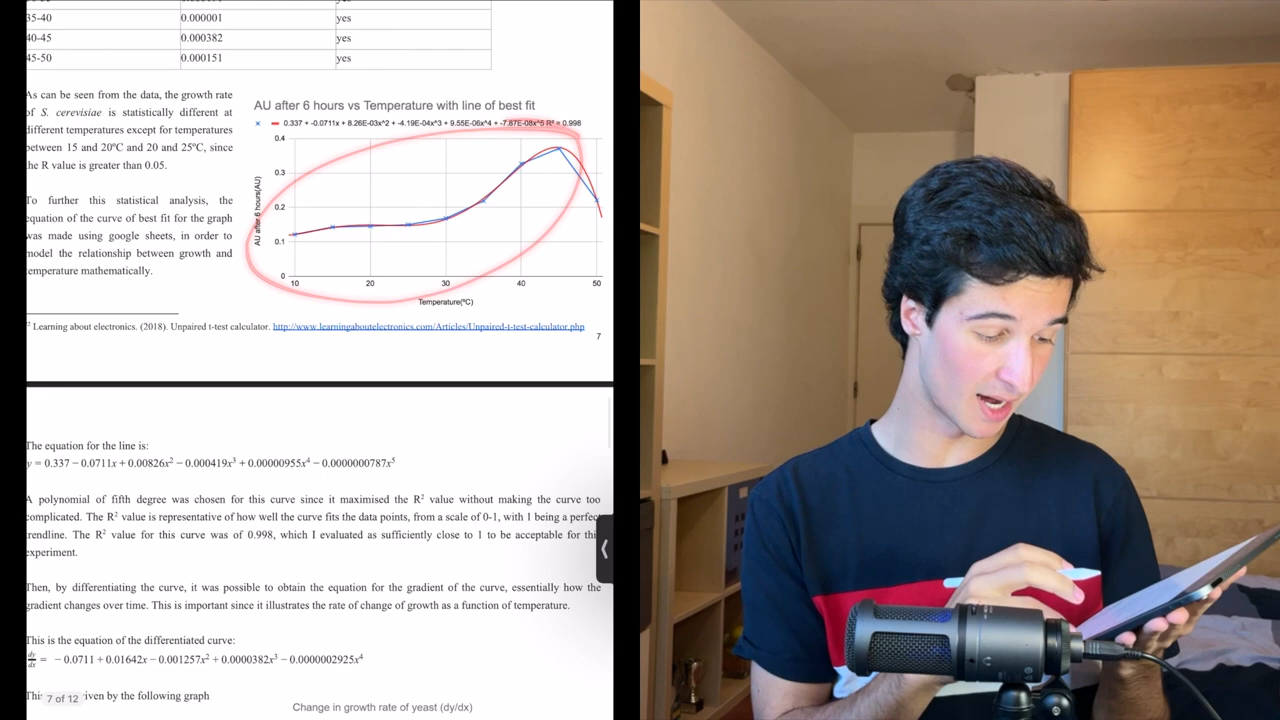 35-40 0.000001 yes
40-45 0.000382 yes
45-50 0.000151 yes
As can be seen from the data, the growth rate
of S. cerevisiae is statistically different at
different temperatures except for temperatures
between 15 and 20ºC and 20 and 25ºC, since
the R value is greater than 0.05.
To further this statistical analysis, the
equation of the curve of best fit for the graph
was made using google sheets, in order to
model the relationship between growth and
temperature mathematically.
AU after 6 hours vs Temperature with line of best fit
0.337 + -0.0711x + 8.26E-03x^2 + -4.19E-04x^3 + 9.55E-06x^4 + -7.87E-08x^5 R² = 0.998
0.4
0.3
0.2
0.1
0
AU after 6 hours(AU)
10 20 30 40 50
Temperature(ºC)
Learning about electronics. (2018). Unpaired t-test calculator. http://www.learningaboutelectronics.com/Articles/Unpaired-t-test-calculator.php
7
The equation for the line is:
y = 0.337 − 0.0711x + 0.00826x² − 0.000419x³ + 0.00000955x⁴ − 0.0000000787x⁵
A polynomial of fifth degree was chosen for this curve since it maximised the R² value without making the curve too
complicated. The R² value is representative of how well the curve fits the data points, from a scale of 0-1, with 1 being a perfect
trendline. The R² value for this curve was of 0.998, which I evaluated as sufficiently close to 1 to be acceptable for this
experiment.
Then, by differentiating the curve, it was possible to obtain the equation for the gradient of the curve, essentially how the
gradient changes over time. This is important since it illustrates the rate of change of growth as a function of temperature.
This is the equation of the differentiated curve:
dy/dx = − 0.0711 + 0.01642x − 0.001257x² + 0.0000382x³ − 0.0000002925x⁴
Thi 7 of 12 iven by the following graph
Change in growth rate of yeast (dy/dx)